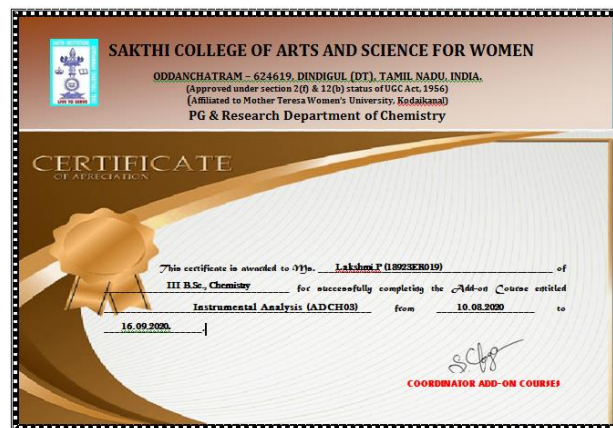 SAKTHI COLLEGE OF ARTS AND SCIENCE FOR WOMEN
ODDANCHATRAM – 624619. DINDIGUL (DT), TAMIL NADU, INDIA.
(Approved under section 2(f) & 12(b) status of UGC Act, 1956)
(Affiliated to Mother Teresa Women's University, Kodaikanal)
PG & Research Department of Chemistry
LIVE TO SERVE
CERTIFICATE
OF APRECIATION
This certificate is awarded to Ms. Lakshmi.P (18923ER019) of
III B.Sc., Chemistry for successfully completing the Add-on Course entitled
Instrumental Analysis (ADCH03) from 10.08.2020 to
16.09.2020.
COORDINATOR ADD-ON COURSES